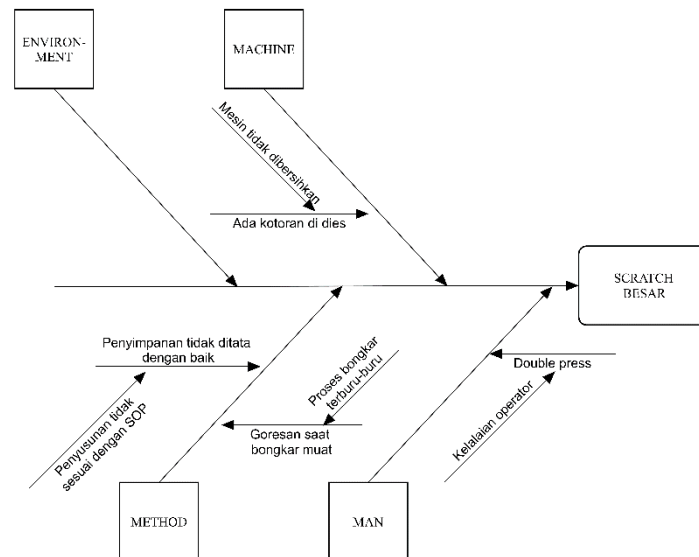 ENVIRON-
MENT
MACHINE
Mesin tidak dibersihkan
Ada kotoran di dies
SCRATCH
BESAR
Penyimpanan tidak ditata
dengan baik
Penyusunan tidak
sesuai dengan SOP
Proses bongkar
terburu-buru
Goresan saat
bongkar muat
Double press
Kelalaian operator
METHOD
MAN